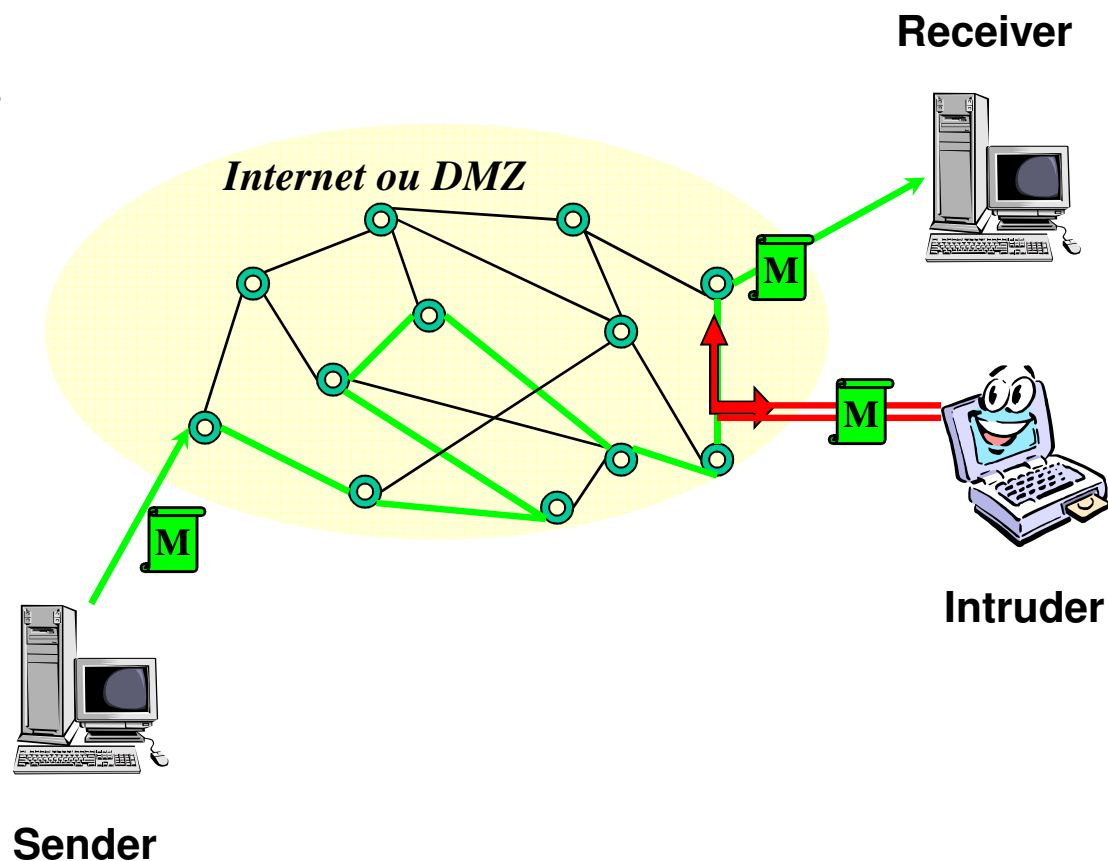 Receiver
Internet ou DMZ
M
M
M
Intruder
Sender